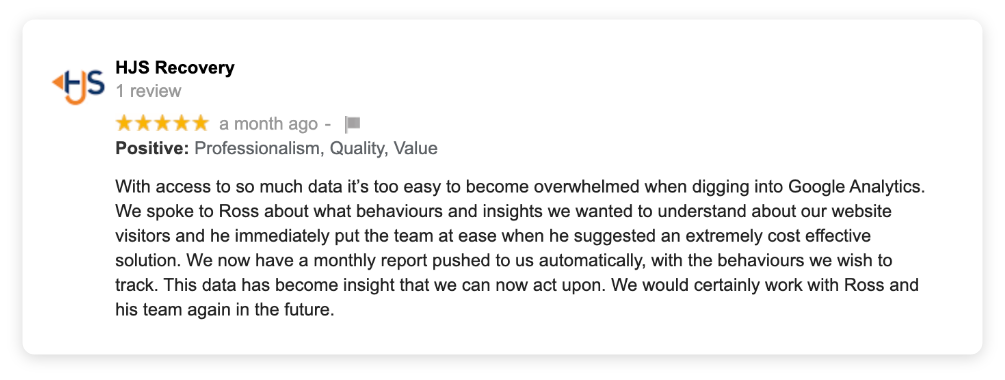 HJS
HJS Recovery
1 review
a month ago -
Positive: Professionalism, Quality, Value
With access to so much data it’s too easy to become overwhelmed when digging into Google Analytics.
We spoke to Ross about what behaviours and insights we wanted to understand about our website
visitors and he immediately put the team at ease when he suggested an extremely cost effective
solution. We now have a monthly report pushed to us automatically, with the behaviours we wish to
track. This data has become insight that we can now act upon. We would certainly work with Ross and
his team again in the future.